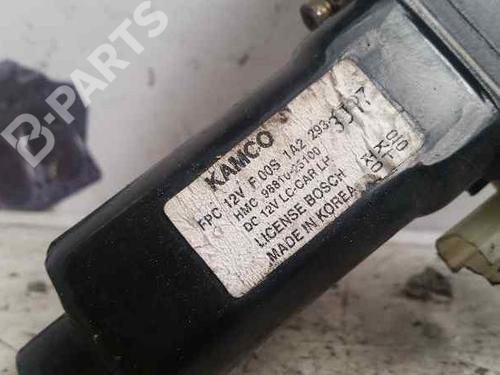 B-PARTS
KAMCO
FPC 12V F 00S 1A2 293-
HMC 98810-25100
DC 12V LC-CAR LH
LICENSE BOSCH
MADE IN KOREA